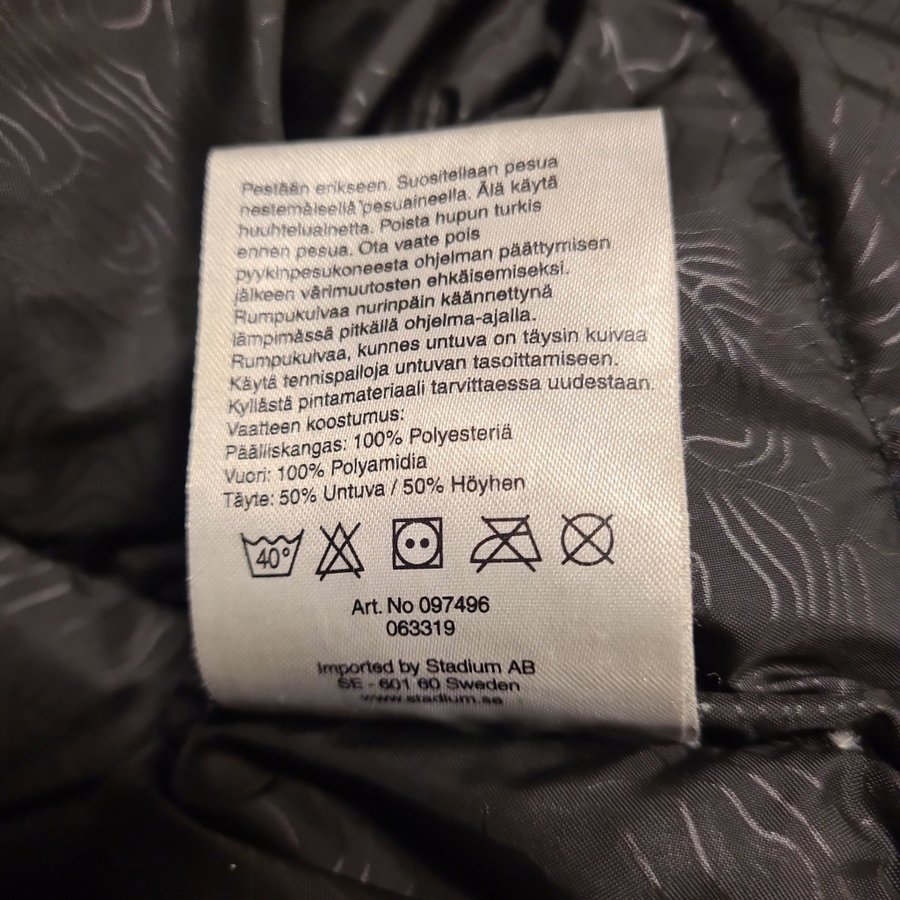 Pestään erikseen. Suositellaan pesua
nestemäisellä pesuaineella. Älä käytä
huuhteluainetta. Poista hupun turkis
ennen pesua. Ota vaate pois
pyykinpesukoneesta ohjelman päättymisen
jälkeen värimuutosten ehkäisemiseksi.
Rumpukuivaa nurinpäin käännettynä
lämpimässä pitkällä ohjelma-ajalla.
Rumpukuivaa, kunnes untuva on täysin kuivaa
Käytä tennispalloja untuvan tasoittamiseen.
Kyllästä pintamateriaali tarvittaessa uudestaan.
Vaatteen koostumus:
Päälliskangas: 100% Polyesteriä
Vuori: 100% Polyamidia
Täyte: 50% Untuva / 50% Höyhen
40°
Art. No 097496
063319
Imported by Stadium AB
SE - 601 60 Sweden
www.stadium.se